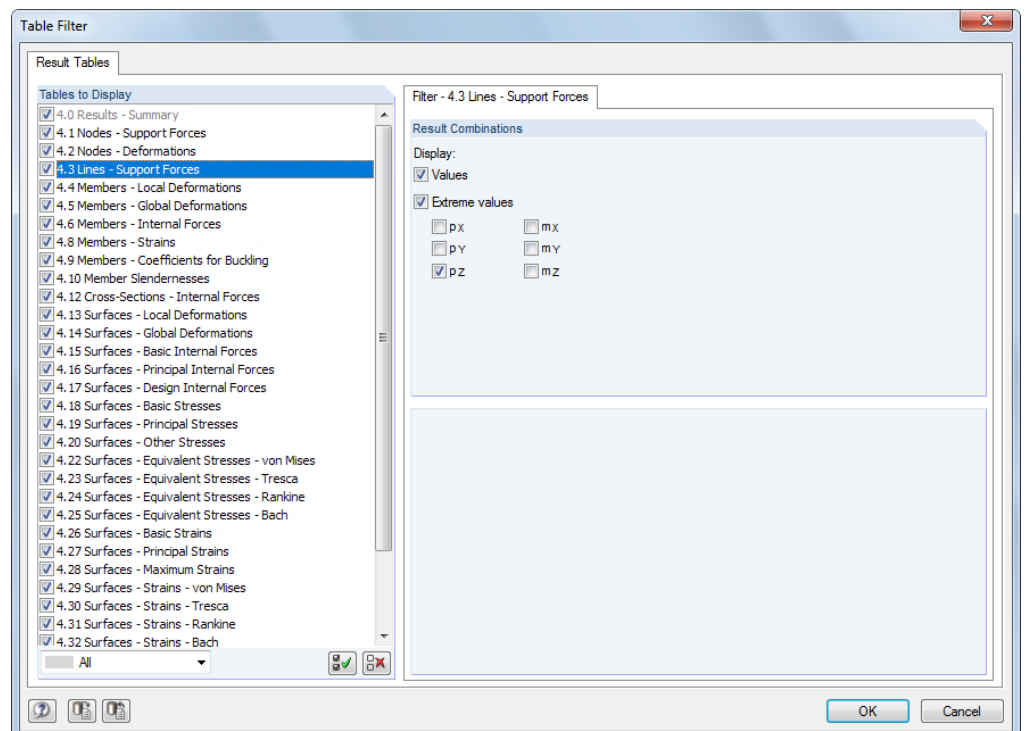 Table Filter
Result Tables
Tables to Display
4.0 Results - Summary
4.1 Nodes - Support Forces
4.2 Nodes - Deformations
4.3 Lines - Support Forces
4.4 Members - Local Deformations
4.5 Members - Global Deformations
4.6 Members - Internal Forces
4.8 Members - Strains
4.9 Members - Coefficients for Buckling
4.10 Member Slendernesses
4.12 Cross-Sections - Internal Forces
4.13 Surfaces - Local Deformations
4.14 Surfaces - Global Deformations
4.15 Surfaces - Basic Internal Forces
4.16 Surfaces - Principal Internal Forces
4.17 Surfaces - Design Internal Forces
4.18 Surfaces - Basic Stresses
4.19 Surfaces - Principal Stresses
4.20 Surfaces - Other Stresses
4.22 Surfaces - Equivalent Stresses - von Mises
4.23 Surfaces - Equivalent Stresses - Tresca
4.24 Surfaces - Equivalent Stresses - Rankine
4.25 Surfaces - Equivalent Stresses - Bach
4.26 Surfaces - Basic Strains
4.27 Surfaces - Principal Strains
4.28 Surfaces - Maximum Strains
4.29 Surfaces - Strains - von Mises
4.30 Surfaces - Strains - Tresca
4.31 Surfaces - Strains - Rankine
4.32 Surfaces - Strains - Bach
All
Filter - 4.3 Lines - Support Forces
Result Combinations
Display:
Values
Extreme values
pX mX
pY mY
pZ mZ
OK Cancel